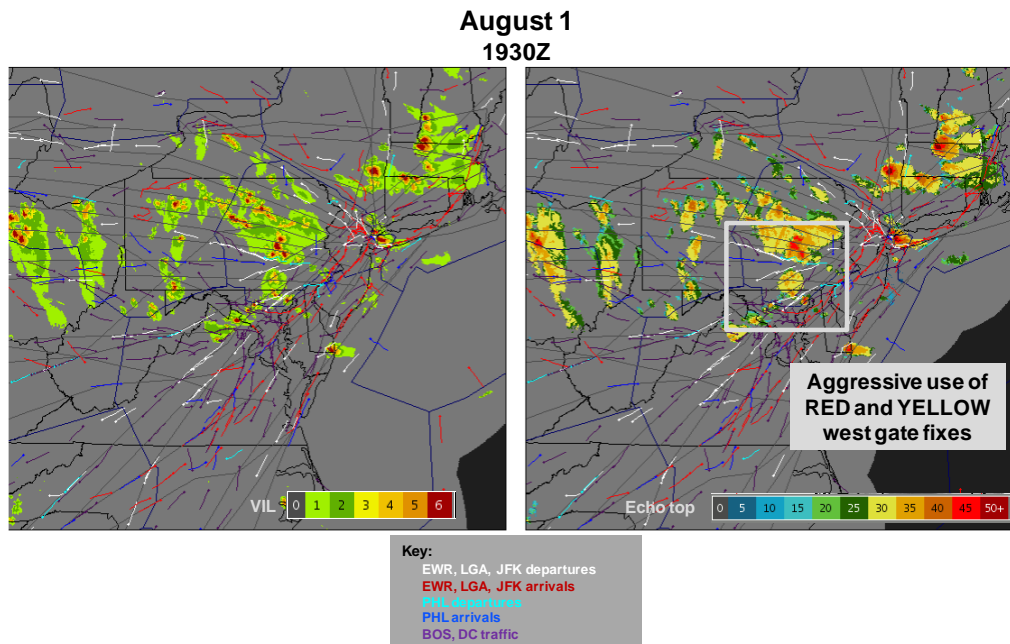 August 1
1930Z
Aggressive use of
RED and YELLOW
west gate fixes
VIL 0 1 2 3 4 5 6
Echo top 0 5 10 15 20 25 30 35 40 45 50+
Key:
EWR, LGA, JFK departures
EWR, LGA, JFK arrivals
PHL departures
PHL arrivals
BOS, DC traffic